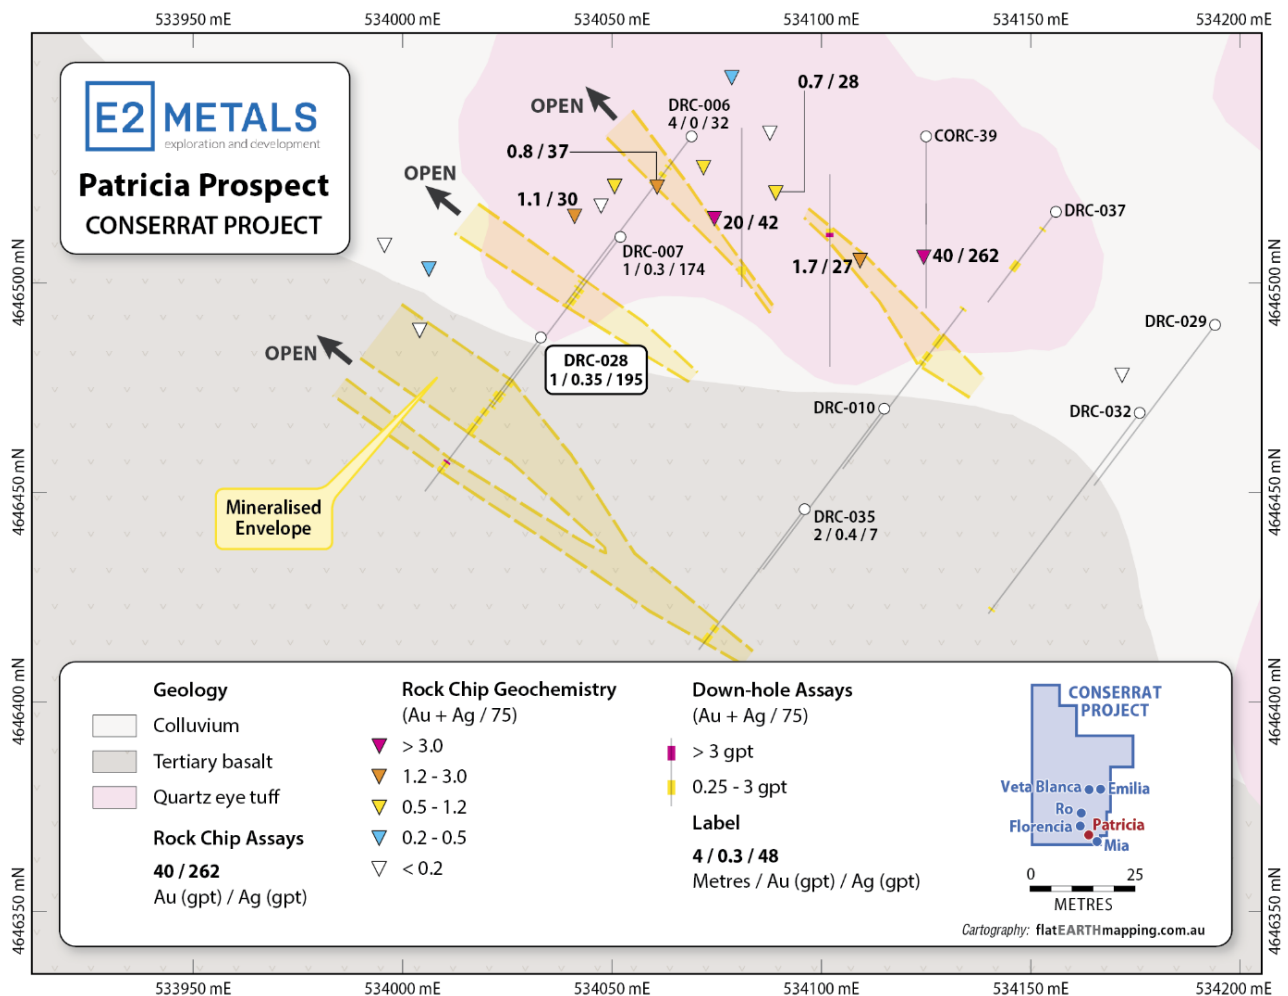 533950 mE
534000 mE
534050 mE
534100 mE
534150 mE
534200 mE
E2 METALS
exploration and development
Patricia Prospect
CONSERRAT PROJECT
OPEN
DRC-006
4 / 0 / 32
0.7 / 28
CORC-39
0.8 / 37
OPEN
1.1 / 30
20 / 42
DRC-037
DRC-007
1 / 0.3 / 174
1.7 / 27
40 / 262
4646500 mN
4646500 mN
OPEN
DRC-028
1 / 0.35 / 195
DRC-029
DRC-010
DRC-032
4646450 mN
4646450 mN
Mineralised
Envelope
DRC-035
2 / 0.4 / 7
4646400 mN
4646400 mN
Geology
Colluvium
Tertiary basalt
Quartz eye tuff
Rock Chip Assays
40 / 262
Au (gpt) / Ag (gpt)
Rock Chip Geochemistry
(Au + Ag / 75)
> 3.0
1.2 - 3.0
0.5 - 1.2
0.2 - 0.5
< 0.2
Down-hole Assays
(Au + Ag / 75)
> 3 gpt
0.25 - 3 gpt
Label
4 / 0.3 / 48
Metres / Au (gpt) / Ag (gpt)
CONSERRAT
PROJECT
Veta Blanca
Emilia
Ro
Florencia
Patricia
Mia
0 25
METRES
Cartography: flatEARTHmapping.com.au
4646350 mN
4646350 mN
533950 mE
534000 mE
534050 mE
534100 mE
534150 mE
534200 mE